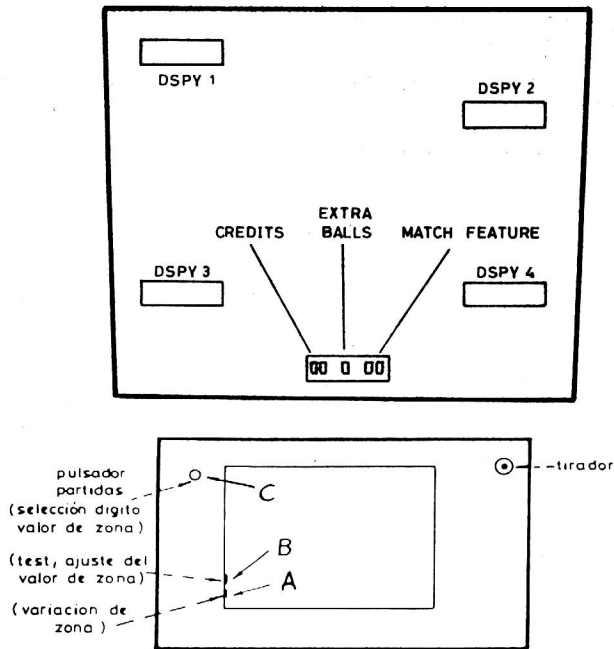 DSPY 1
DSPY 2
EXTRA
BALLS
CREDITS
MATCH FEATURE
DSPY 3
DSPY 4
00 0 00
pulsador
partidas
(selección digito
valor de zona)
C
tirador
(test, ajuste del
valor de zona)
B
(variacion de
zona)
A